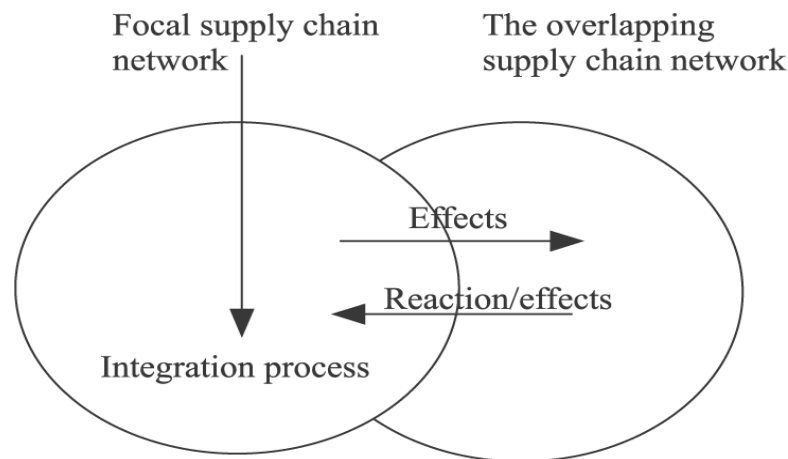 Focal supply chain
network
The overlapping
supply chain network
Effects
Reaction/effects
Integration process